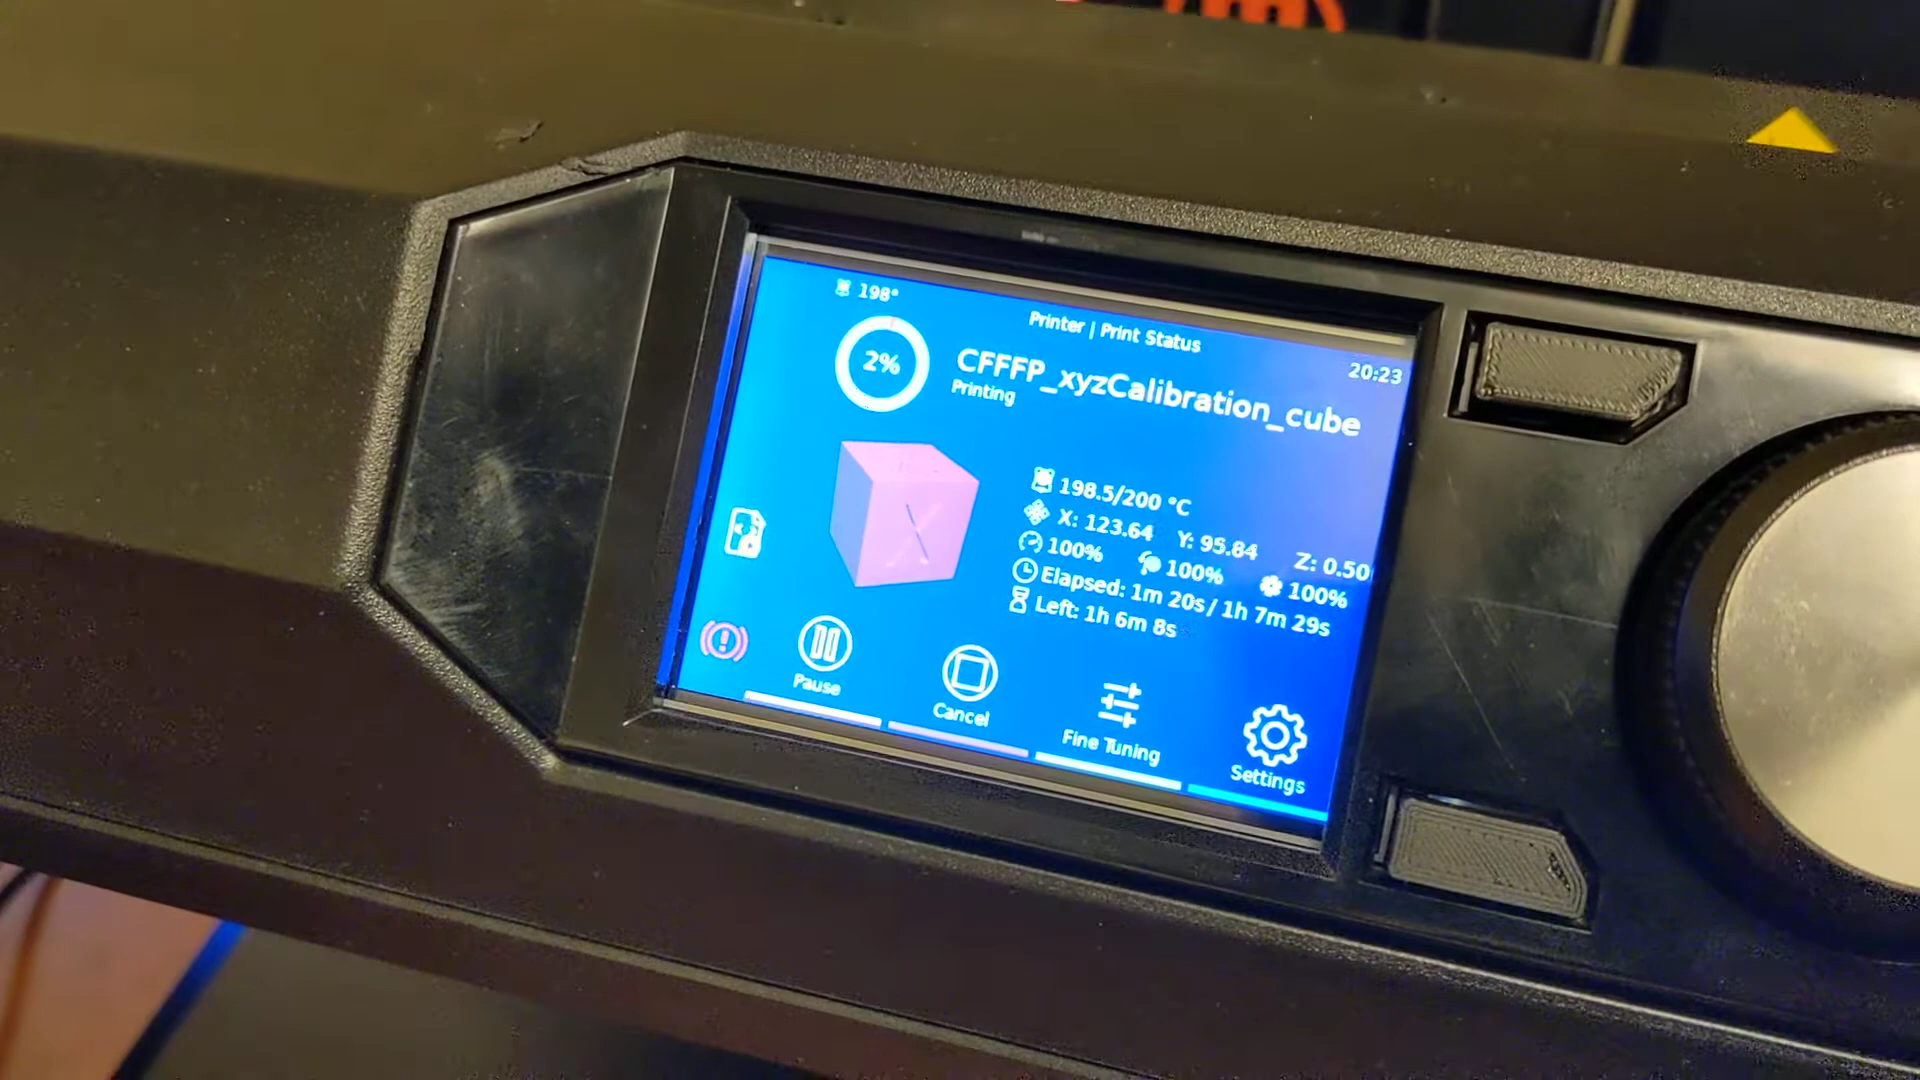 198°
Printer | Print Status
20:23
2%
CFFFP_xyzCalibration_cube
Printing
198.5/200 °C
X: 123.64 Y: 95.84 Z: 0.50
100% 100% 100%
Elapsed: 1m 20s / 1h 7m 29s
Left: 1h 6m 8s
X
Pause
Cancel
Fine Tuning
Settings